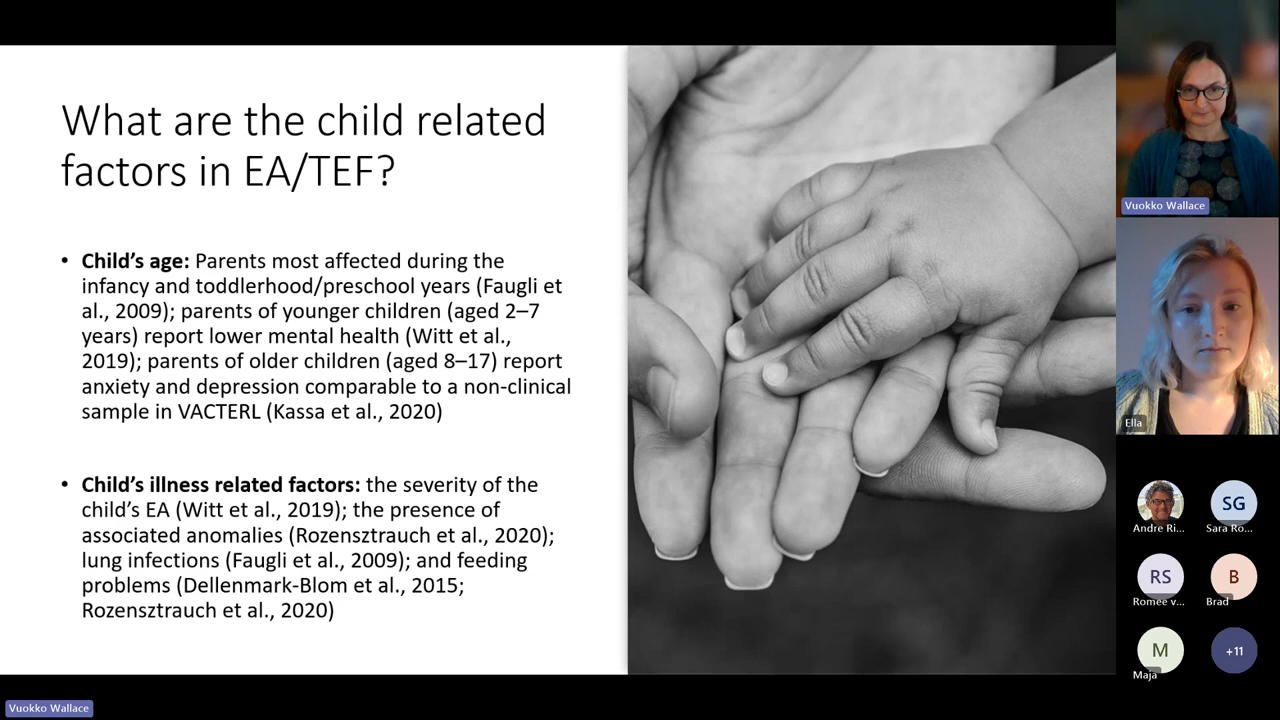 What are the child related
factors in EA/TEF?
• Child's age: Parents most affected during the
infancy and toddlerhood/preschool years (Faugli et
al., 2009); parents of younger children (aged 2–7
years) report lower mental health (Witt et al.,
2019); parents of older children (aged 8–17) report
anxiety and depression comparable to a non-clinical
sample in VACTERL (Kassa et al., 2020)
• Child's illness related factors: the severity of the
child's EA (Witt et al., 2019); the presence of
associated anomalies (Rozensztrauch et al., 2020);
lung infections (Faugli et al., 2009); and feeding
problems (Dellenmark-Blom et al., 2015;
Rozensztrauch et al., 2020)
Vuokko Wallace
Ella
Andre Ri...
SG
Sara Ro...
RS
Romee v...
B
Brad
M
Maja
+11
Vuokko Wallace